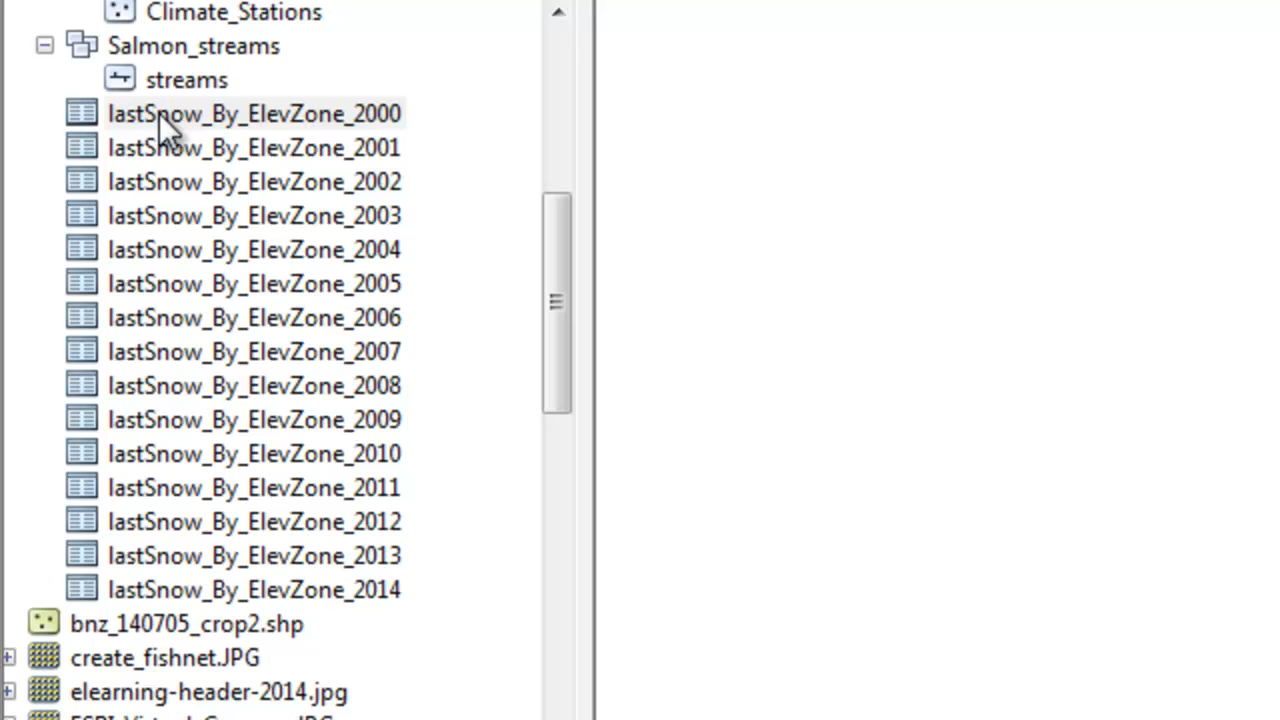 Climate_Stations
Salmon_streams
streams
lastSnow_By_ElevZone_2000
lastSnow_By_ElevZone_2001
lastSnow_By_ElevZone_2002
lastSnow_By_ElevZone_2003
lastSnow_By_ElevZone_2004
lastSnow_By_ElevZone_2005
lastSnow_By_ElevZone_2006
lastSnow_By_ElevZone_2007
lastSnow_By_ElevZone_2008
lastSnow_By_ElevZone_2009
lastSnow_By_ElevZone_2010
lastSnow_By_ElevZone_2011
lastSnow_By_ElevZone_2012
lastSnow_By_ElevZone_2013
lastSnow_By_ElevZone_2014
bnz_140705_crop2.shp
create_fishnet.JPG
elearning-header-2014.jpg